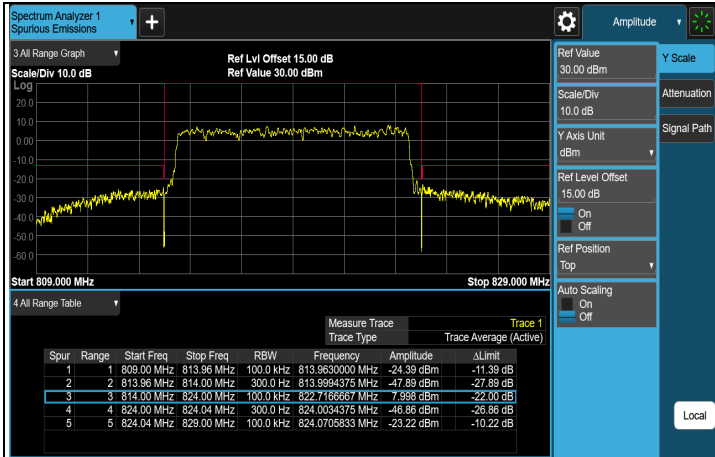 Spectrum Analyzer 1
Spurious Emissions
+
Amplitude
3 All Range Graph
Ref Lvl Offset 15.00 dB
Scale/Div 10.0 dB
Ref Value 30.00 dBm
Log
20.0
10.0
0.00
-10.0
-20.0
-30.0
-40.0
-50.0
-60.0
Start 809.000 MHz
Stop 829.000 MHz
4 All Range Table
Measure Trace Trace 1
Trace Type Trace Average (Active)
Spur Range Start Freq Stop Freq RBW Frequency Amplitude ΔLimit
1 1 809.00 MHz 813.96 MHz 100.0 kHz 813.9630000 MHz -24.39 dBm -11.39 dB
2 2 813.96 MHz 814.00 MHz 300.0 Hz 813.9994375 MHz -47.89 dBm -27.89 dB
3 3 814.00 MHz 824.00 MHz 100.0 kHz 822.7166667 MHz 7.998 dBm -22.00 dB
4 4 824.00 MHz 824.04 MHz 300.0 Hz 824.0034375 MHz -46.86 dBm -26.86 dB
5 5 824.04 MHz 829.00 MHz 100.0 kHz 824.0705833 MHz -23.22 dBm -10.22 dB
Ref Value
30.00 dBm
Scale/Div
10.0 dB
Y Axis Unit
dBm
Ref Level Offset
15.00 dB
On
Off
Ref Position
Top
Auto Scaling
On
Off
Y Scale
Attenuation
Signal Path
Local